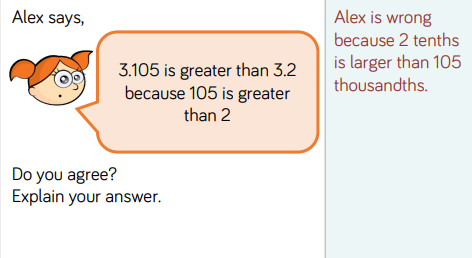 Alex says,
3.105 is greater than 3.2
because 105 is greater
than 2
Do you agree?
Explain your answer.
Alex is wrong
because 2 tenths
is larger than 105
thousandths.